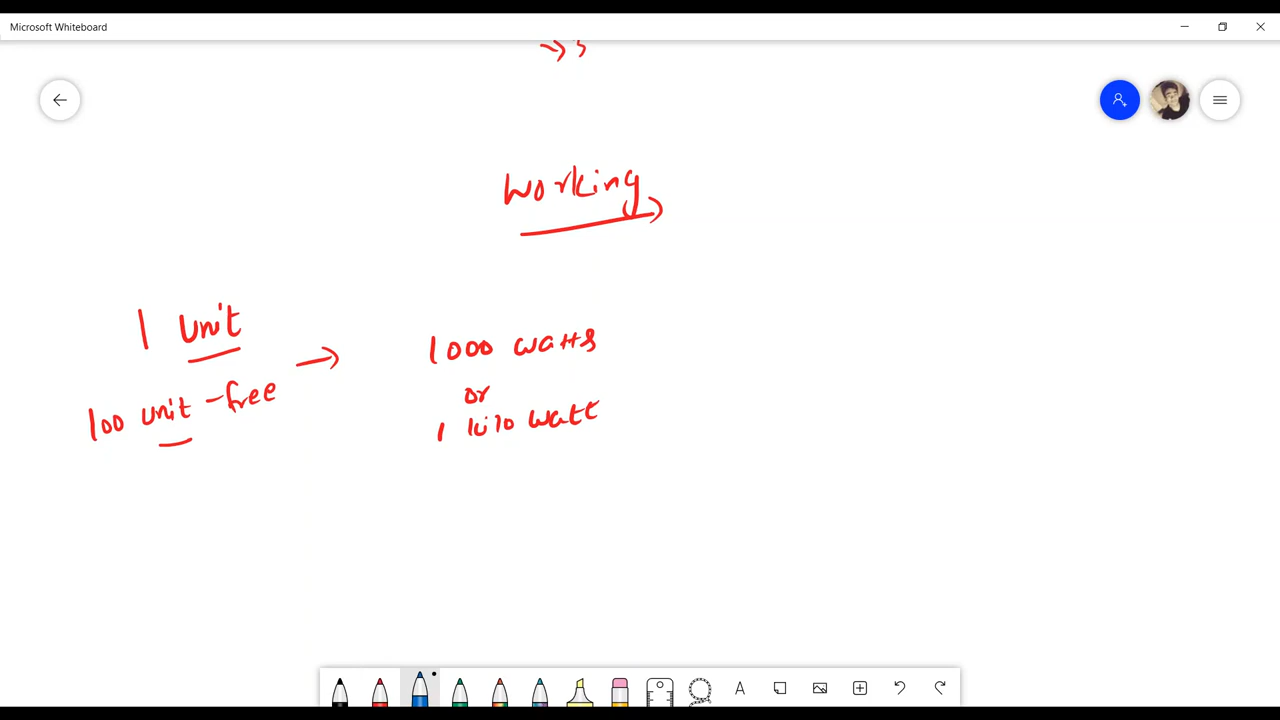 Microsoft Whiteboard
Working
1 unit
100 unit - free
1000 watts
or
1 kilo watt
A